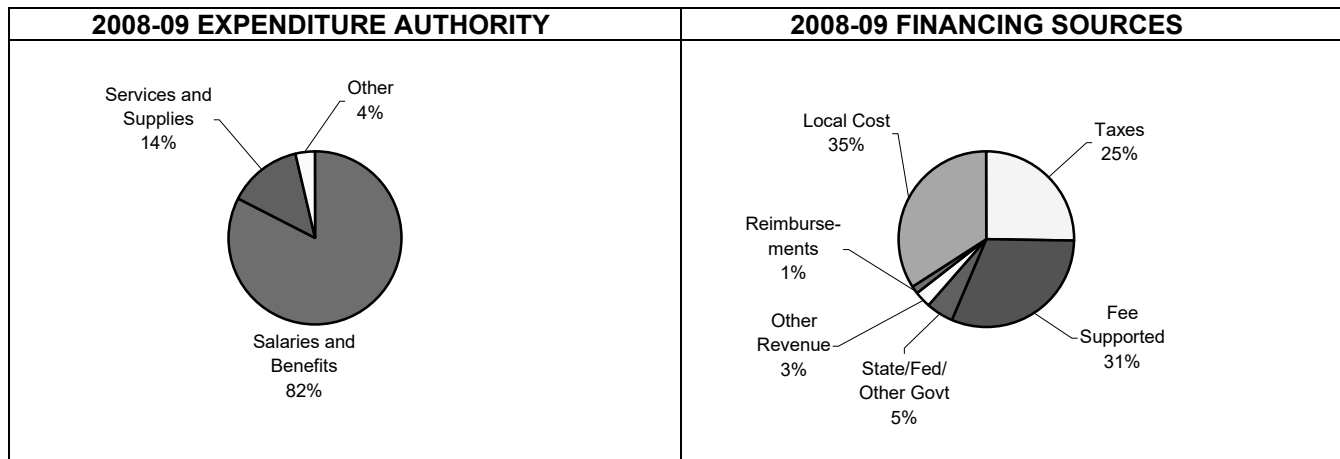 2008-09 EXPENDITURE AUTHORITY
Services and
Supplies
14%
Other
4%
Salaries and
Benefits
82%
2008-09 FINANCING SOURCES
Local Cost
35%
Taxes
25%
Reimburse-
ments
1%
Other
Revenue
3%
State/Fed/
Other Govt
5%
Fee
Supported
31%